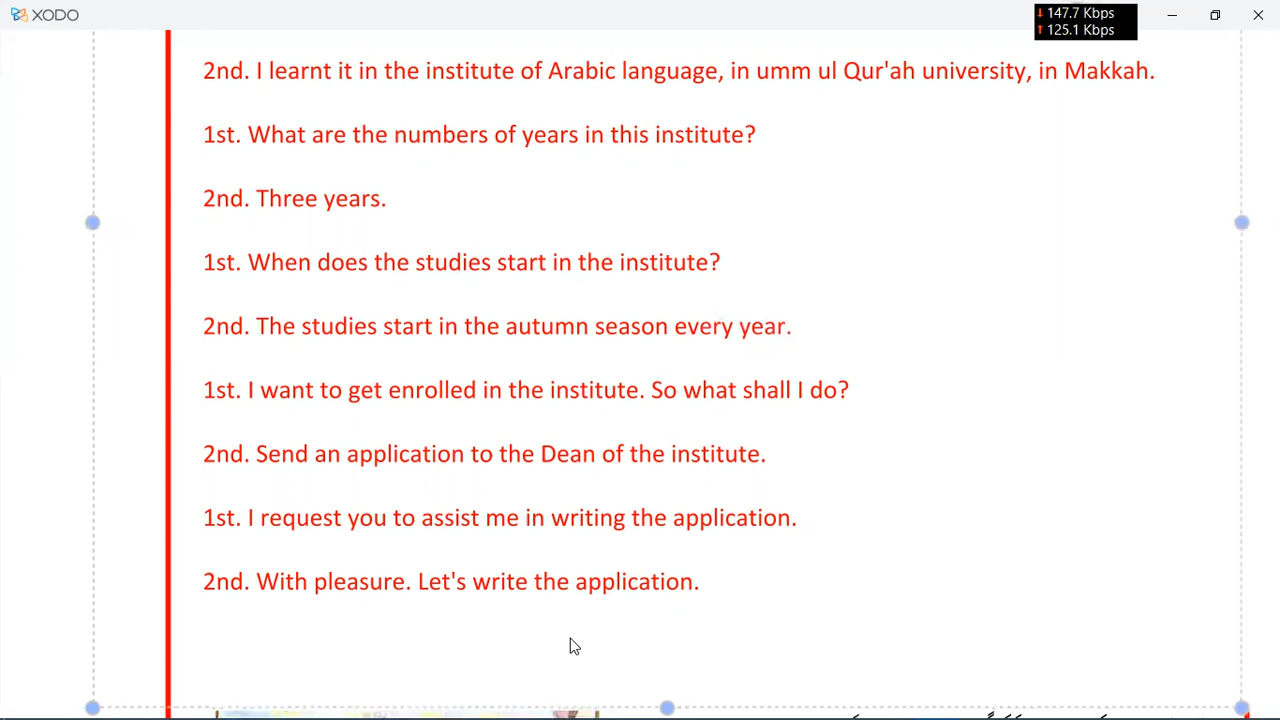 XODO
↓ 147.7 Kbps
↑ 125.1 Kbps
2nd. I learnt it in the institute of Arabic language, in umm ul Qur'ah university, in Makkah.
1st. What are the numbers of years in this institute?
2nd. Three years.
1st. When does the studies start in the institute?
2nd. The studies start in the autumn season every year.
1st. I want to get enrolled in the institute. So what shall I do?
2nd. Send an application to the Dean of the institute.
1st. I request you to assist me in writing the application.
2nd. With pleasure. Let's write the application.